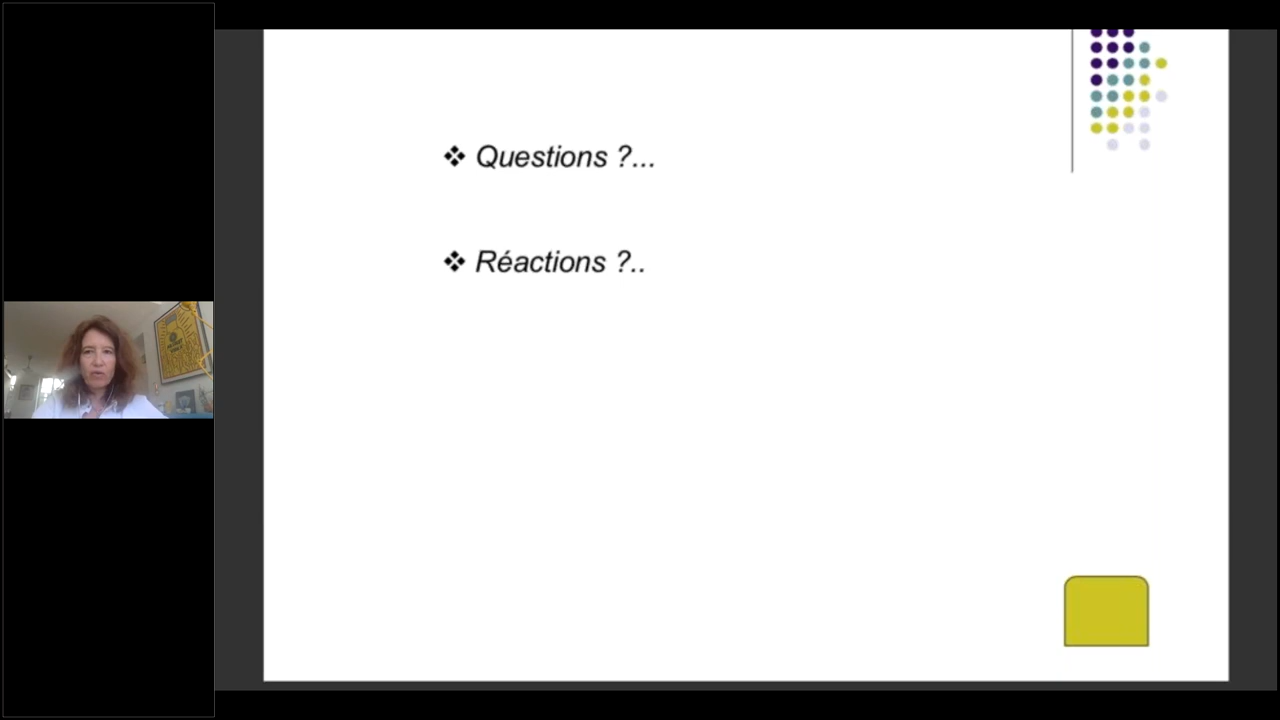 ❖ Questions ?...
❖ Réactions ?..